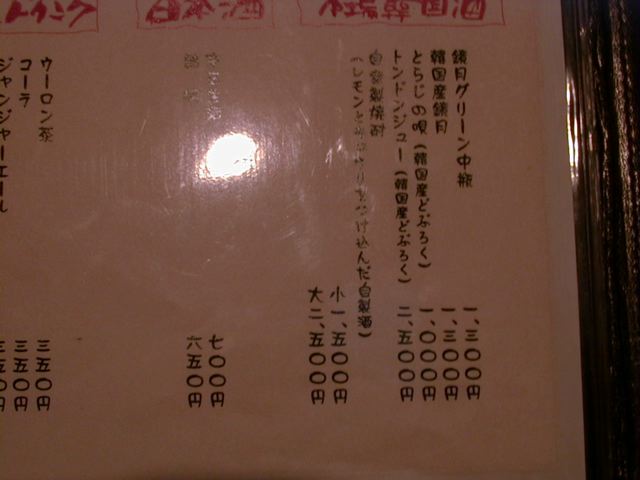 本場韓国酒
鏡月グリーン中瓶 一、三〇〇円
韓国産鏡月 一、三〇〇円
とらじの唄（韓国産どぶろく） 一、〇〇〇円
トンドンジュー（韓国産どぶろく） 二、五〇〇円
自家製焼酎
（レモンと つけ込んだ自製酒）
小 一、五〇〇円
大 二、五〇〇円
日本酒
七〇〇円
六五〇円
ドリンク
ウーロン茶 三五〇円
コーラ 三五〇円
ジャンジャーエール 三五〇円